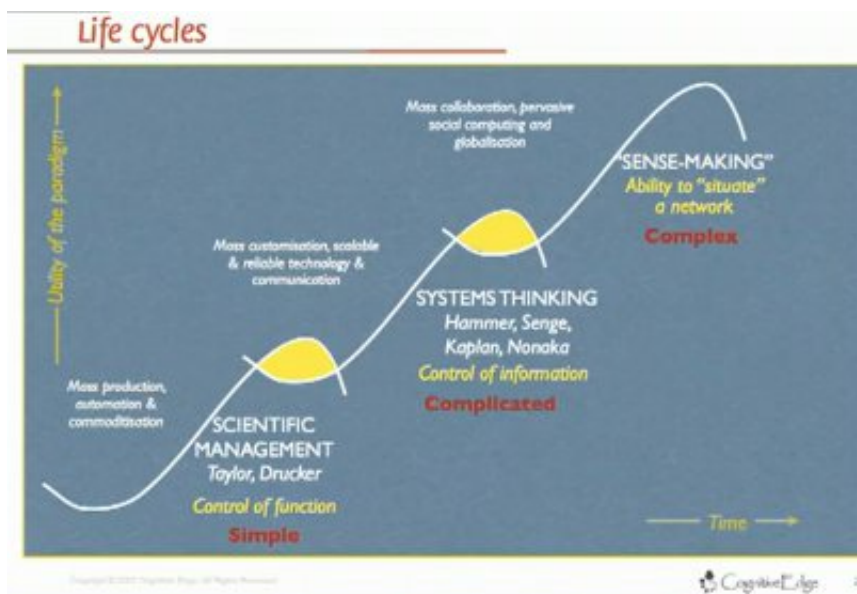 Life cycles
Utility of the paradigm
Mass collaboration, pervasive
social computing and
globalisation
"SENSE-MAKING"
Ability to "situate"
a network
Complex
Mass customisation, scalable
& reliable technology &
communication
SYSTEMS THINKING
Hammer, Senge,
Kaplan, Nonaka
Control of information
Complicated
Mass production,
automation &
commoditisation
SCIENTIFIC
MANAGEMENT
Taylor, Drucker
Control of function
Simple
Time
Cognitive Edge